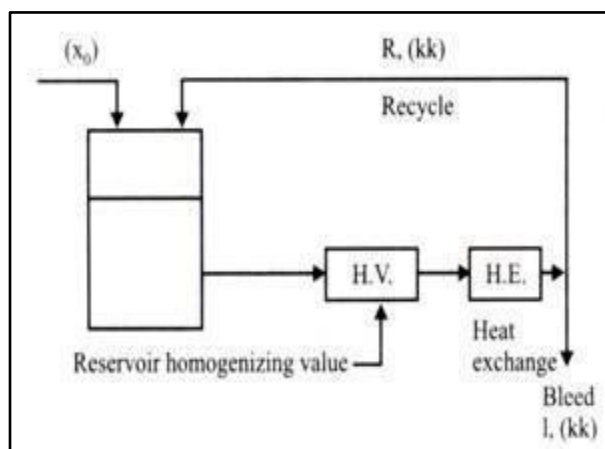 (x₀)
R, (kk)
Recycle
H.V.
H.E.
Reservoir homogenizing value
Heat
exchange
Bleed
l, (kk)